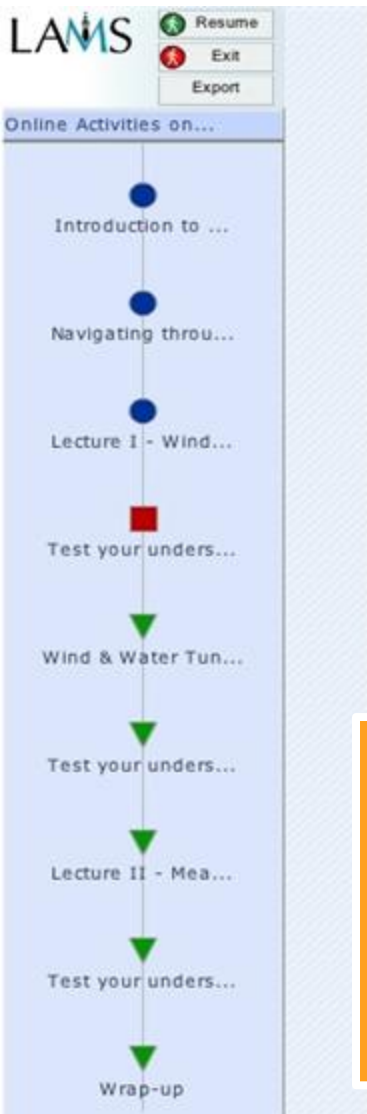 LAMS
Resume
Exit
Export
Online Activities on...
Introduction to ...
Navigating throu...
Lecture I - Wind...
Test your unders...
Wind & Water Tun...
Test your unders...
Lecture II - Mea...
Test your unders...
Wrap-up